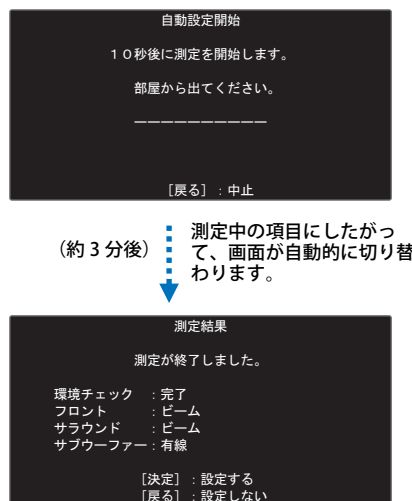 自動設定開始
１０秒後に測定を開始します。
部屋から出てください。
——————————
［戻る］：中止
（約 3 分後）
測定中の項目にしたがっ
て、画面が自動的に切り替
わります。
測定結果
測定が終了しました。
環境チェック ：完了
フロント ：ビーム
サラウンド ：ビーム
サブウーファー：有線
［決定］：設定する
［戻る］：設定しない